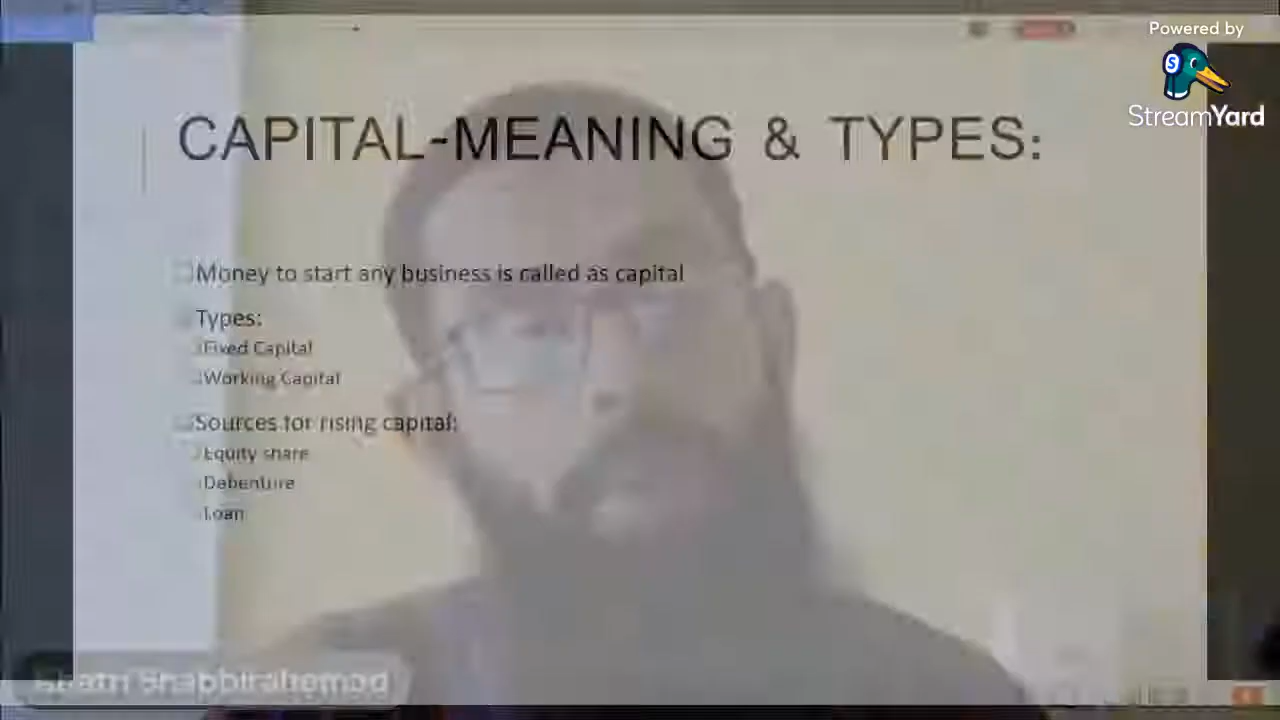 Powered by
StreamYard
CAPITAL-MEANING & TYPES:
Money to start any business is called as capital
Types:
Fixed Capital
Working Capital
Sources for rising capital:
Equity share
Debenture
Loan